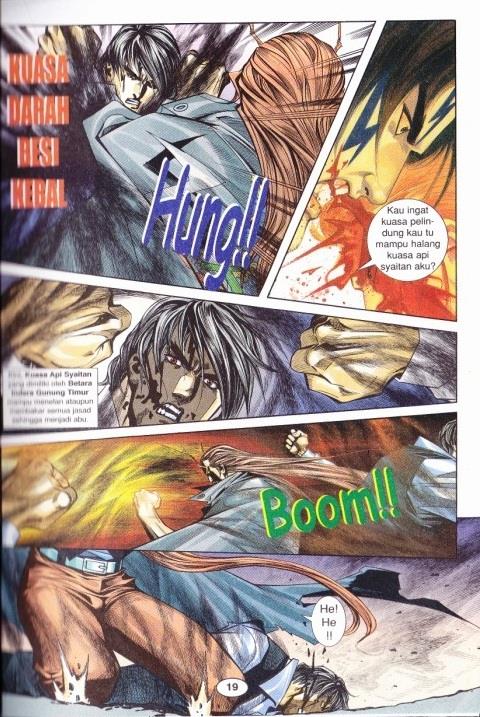 KUASA
DARAH
BESI
KEBAL
Hung!!
Kau ingat
kuasa pelin-
dung kau tu
mampu halang
kuasa api
syaitan aku?
Kuasa Api Syaitan
yang dimiliki oleh Betara
Indera Gunung Timur
mampu menelan ataupun
membakar semua jasad
sehingga menjadi abu.
Boom!!
He!
He
!!
19